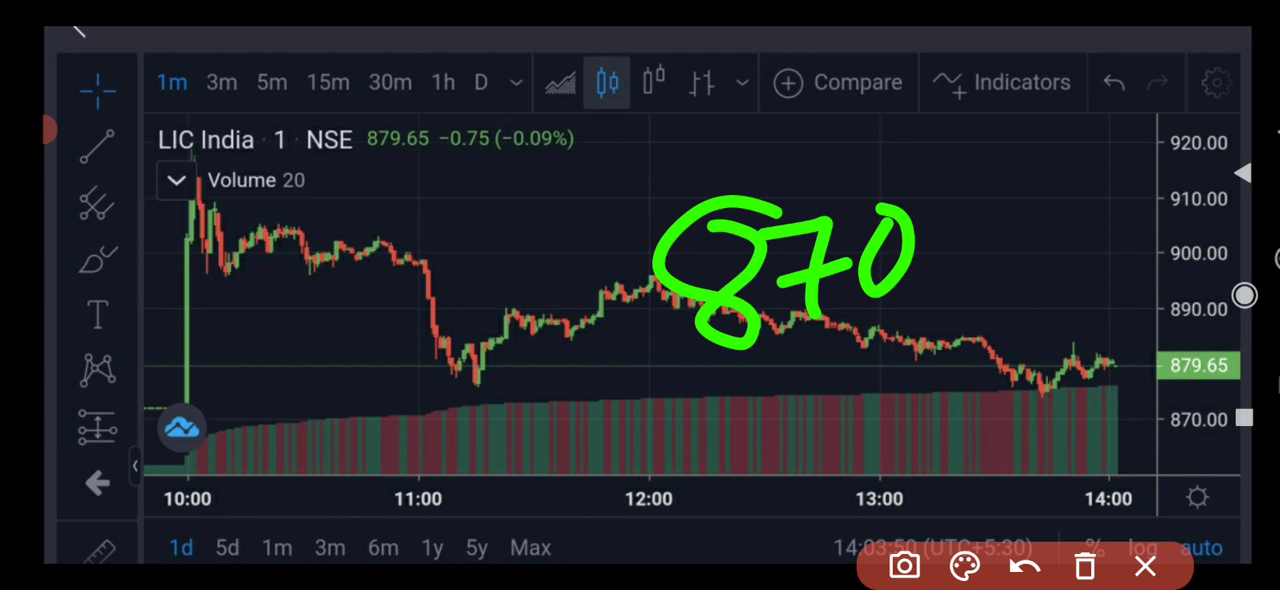 1m 3m 5m 15m 30m 1h D Compare Indicators
LIC India · 1 · NSE 879.65 −0.75 (−0.09%)
Volume 20
920.00
910.00
900.00
890.00
879.65
870.00
870
T
10:00 11:00 12:00 13:00 14:00
1d 5d 1m 3m 6m 1y 5y Max 14:03:50 (UTC+5:30) % log auto